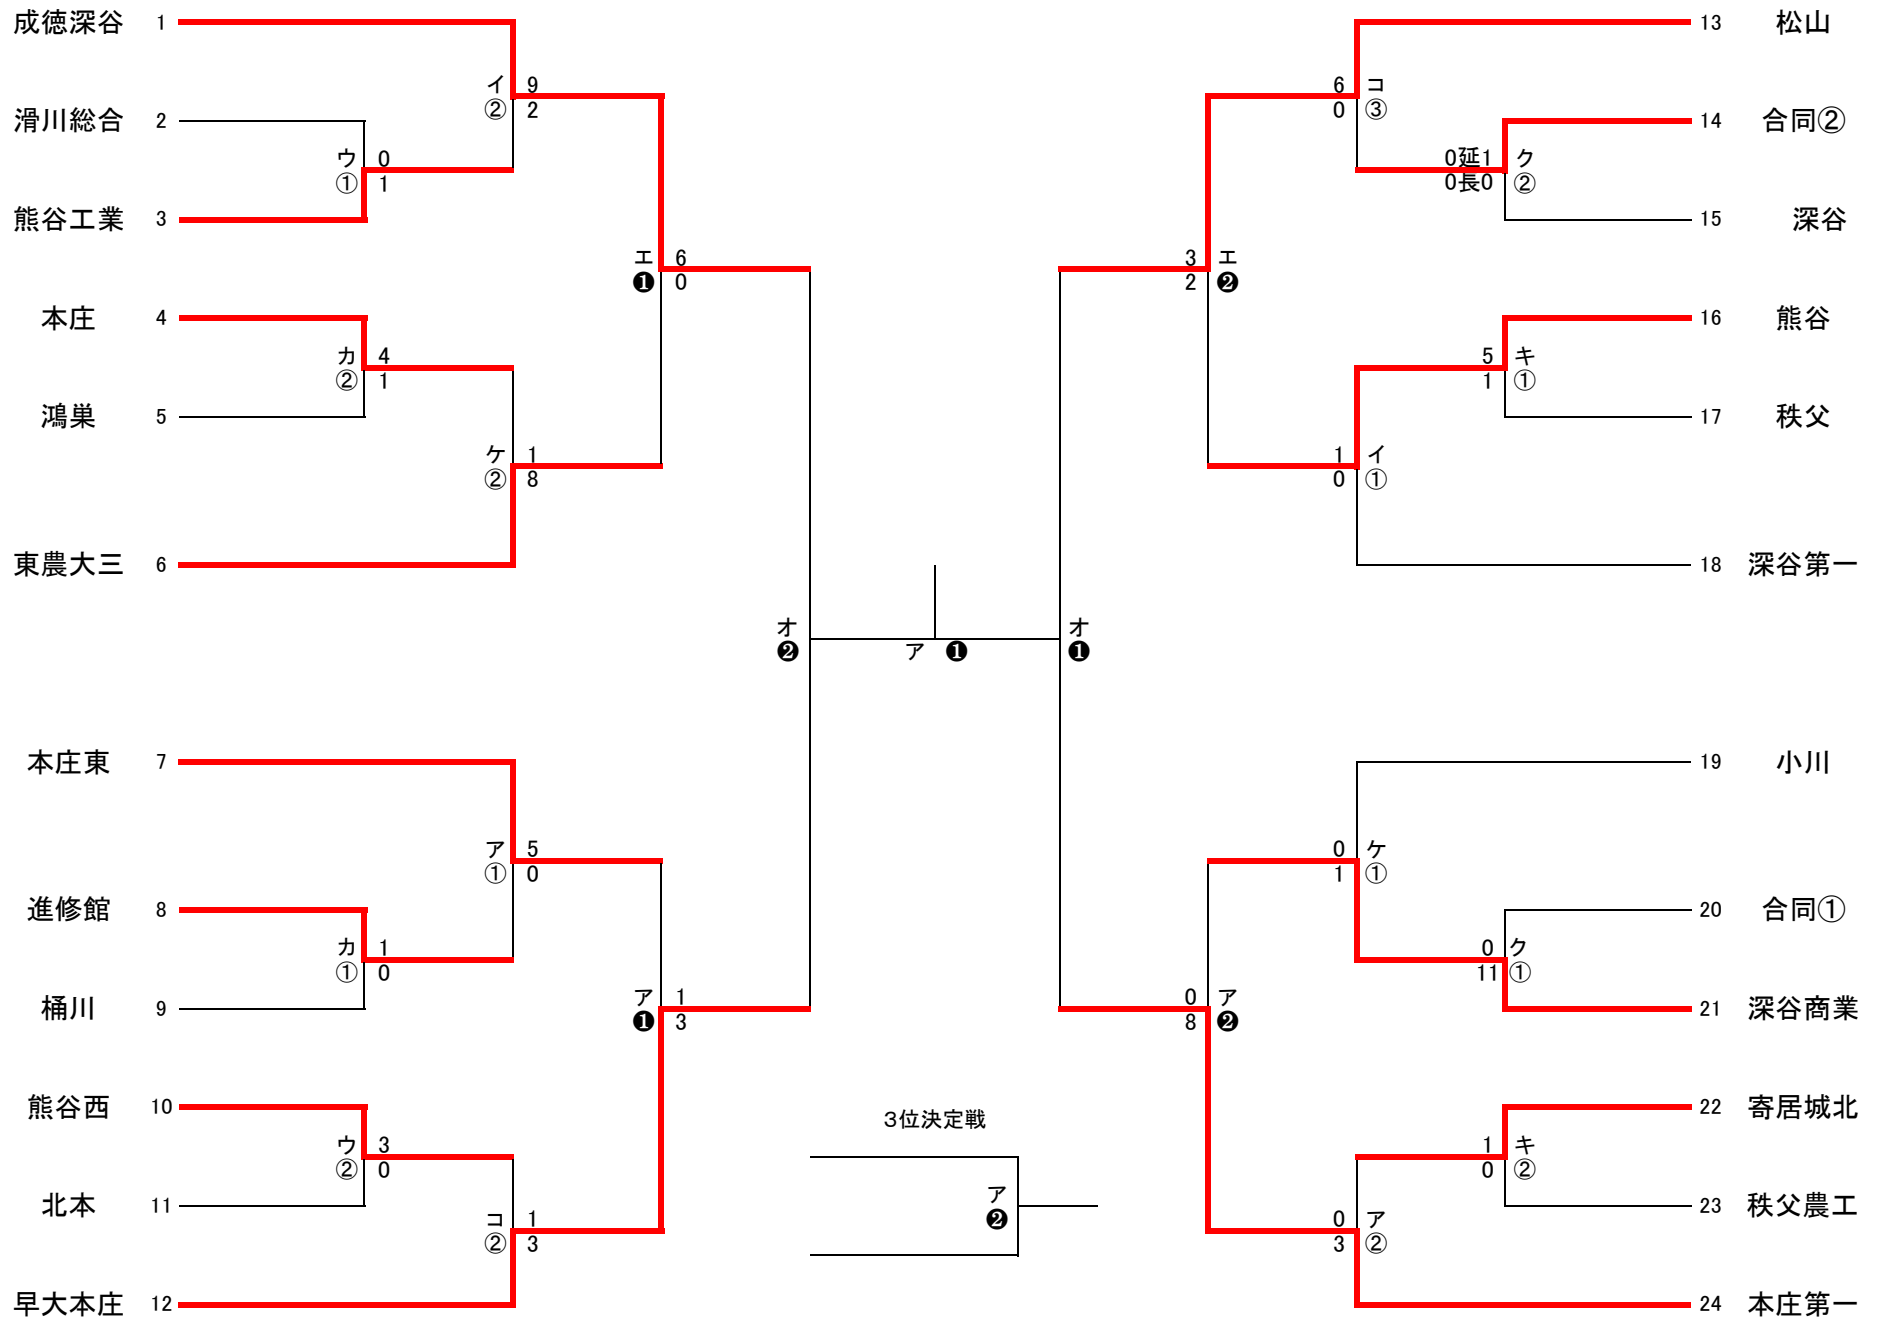 成徳深谷 1
滑川総合 2
熊谷工業 3
本庄 4
鴻巣 5
東農大三 6
本庄東 7
進修館 8
桶川 9
熊谷西 10
北本 11
早大本庄 12
イ 9
② 2
ウ 0
① 1
カ 4
② 1
ケ 1
② 8
エ 6
❶ 0
ア 5
① 0
カ 1
① 0
ウ 3
② 0
コ 1
② 3
ア 1
❶ 3
オ
❷
ア ❶
オ
❶
3位決定戦
ア
❷
6 コ
0 ③
0延1 ク
0長0 ②
3 エ
2 ❷
5 キ
1 ①
1 イ
0 ①
0 ケ
1 ①
0 ク
11 ①
0 ア
8 ❷
1 キ
0 ②
0 ア
3 ②
13 松山
14 合同②
15 深谷
16 熊谷
17 秩父
18 深谷第一
19 小川
20 合同①
21 深谷商業
22 寄居城北
23 秩父農工
24 本庄第一